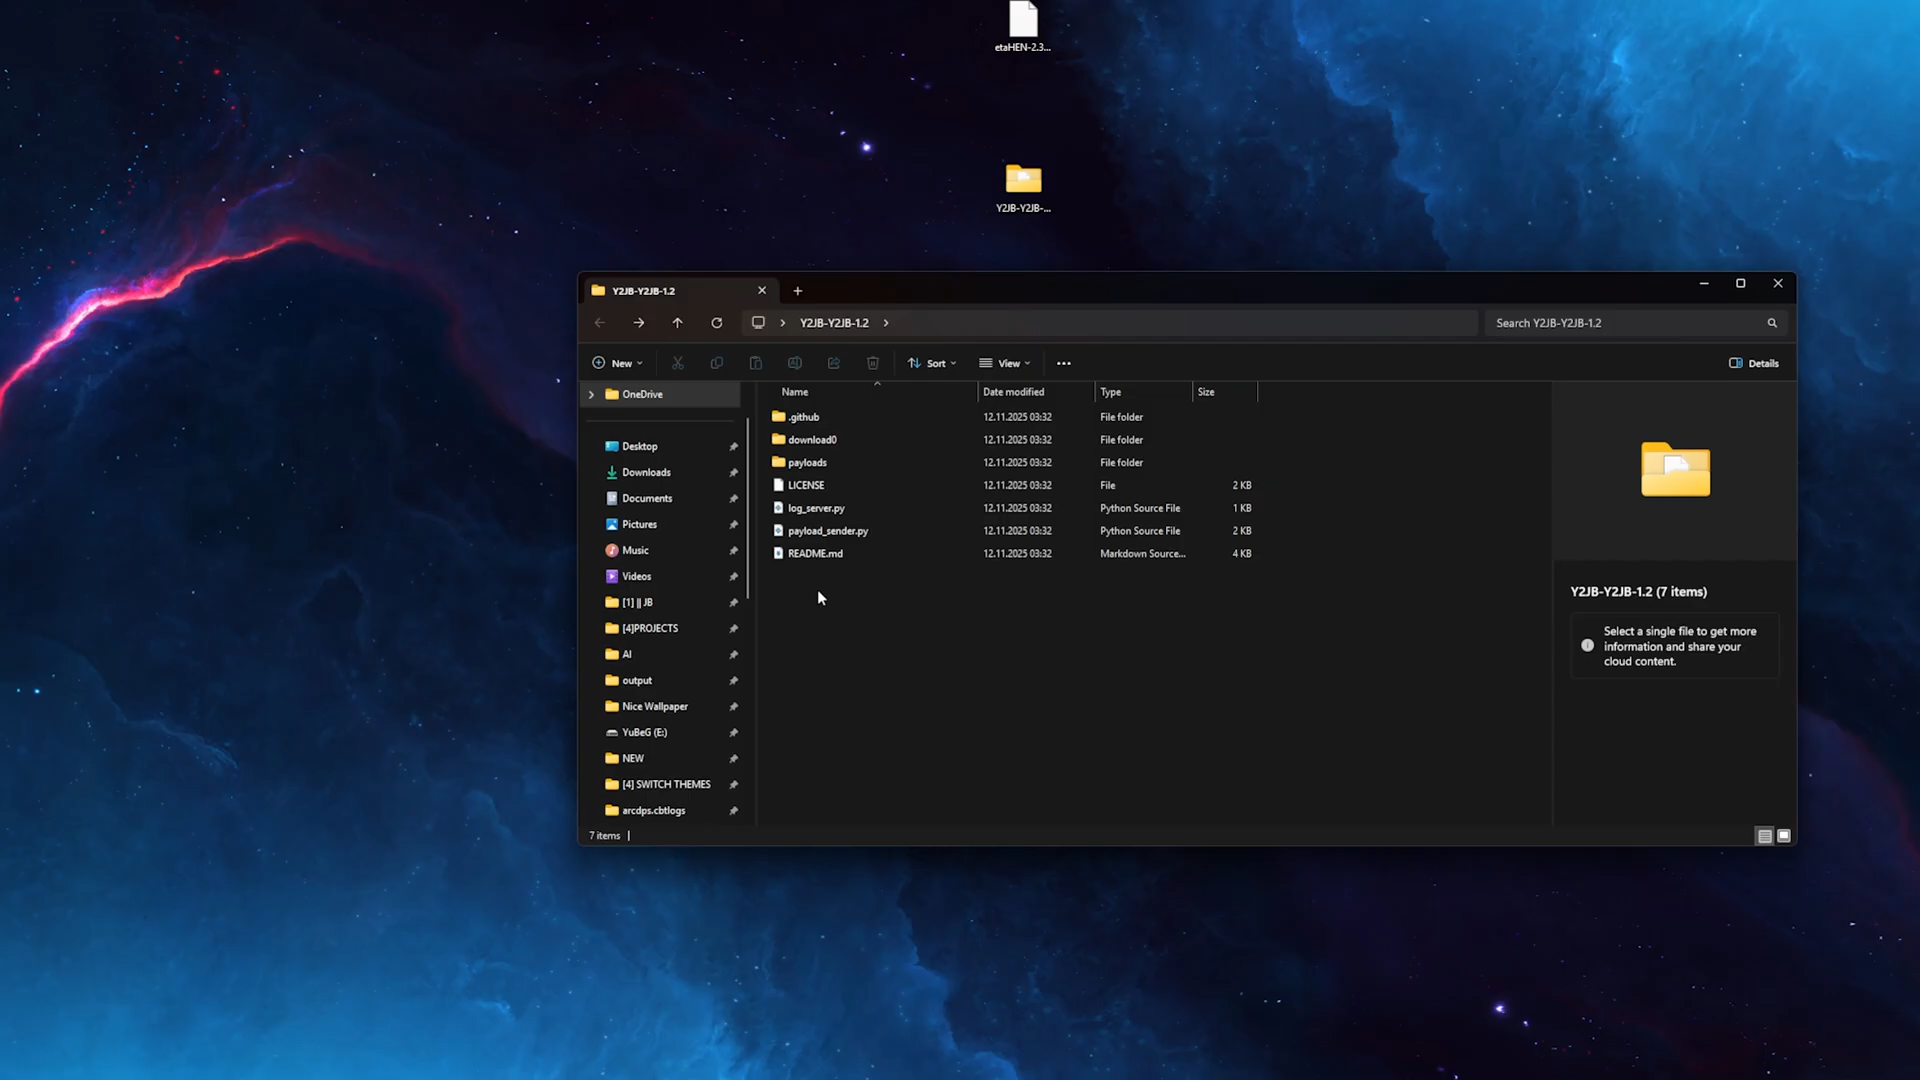 etaHEN-2.3...
Y2JB-Y2JB-...
Y2JB-Y2JB-1.2
Y2JB-Y2JB-1.2
Search Y2JB-Y2JB-1.2
New
Sort
View
Details
OneDrive
Desktop
Downloads
Documents
Pictures
Music
Videos
[1] || JB
[4]PROJECTS
AI
output
Nice Wallpaper
YuBeG (E:)
NEW
[4] SWITCH THEMES
arcdps.cbtlogs
Name Date modified Type Size
.github 12.11.2025 03:32 File folder
download0 12.11.2025 03:32 File folder
payloads 12.11.2025 03:32 File folder
LICENSE 12.11.2025 03:32 File 2 KB
log_server.py 12.11.2025 03:32 Python Source File 1 KB
payload_sender.py 12.11.2025 03:32 Python Source File 2 KB
README.md 12.11.2025 03:32 Markdown Source... 4 KB
Y2JB-Y2JB-1.2 (7 items)
Select a single file to get more
information and share your
cloud content.
7 items